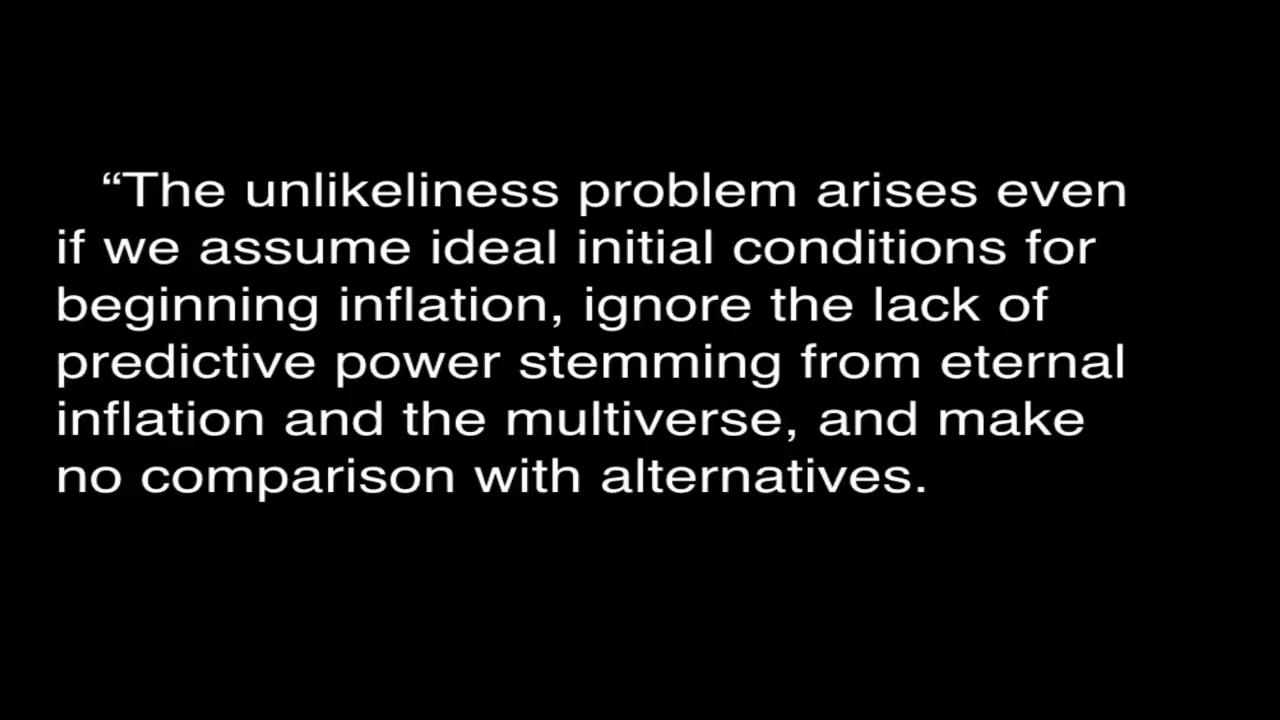 “The unlikeliness problem arises even
if we assume ideal initial conditions for
beginning inflation, ignore the lack of
predictive power stemming from eternal
inflation and the multiverse, and make
no comparison with alternatives.